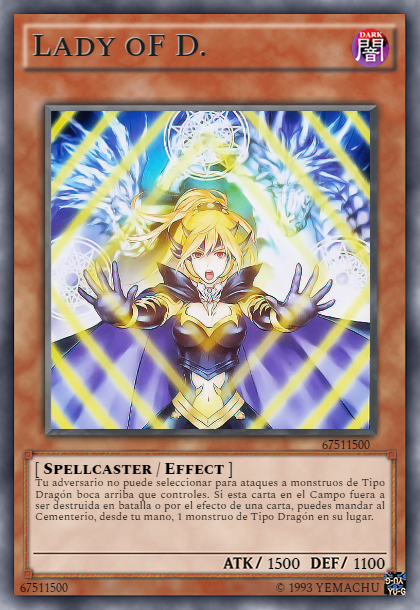 Lady of D.
DARK
闇
67511500
[ Spellcaster / Effect ]
Tu adversario no puede seleccionar para ataques a monstruos de Tipo
Dragón boca arriba que controles. Si esta carta en el Campo fuera a
ser destruida en batalla o por el efecto de una carta, puedes mandar al
Cementerio, desde tu mano, 1 monstruo de Tipo Dragón en su lugar.
ATK/ 1500 DEF/ 1100
67511500
©1993 YEMACHU